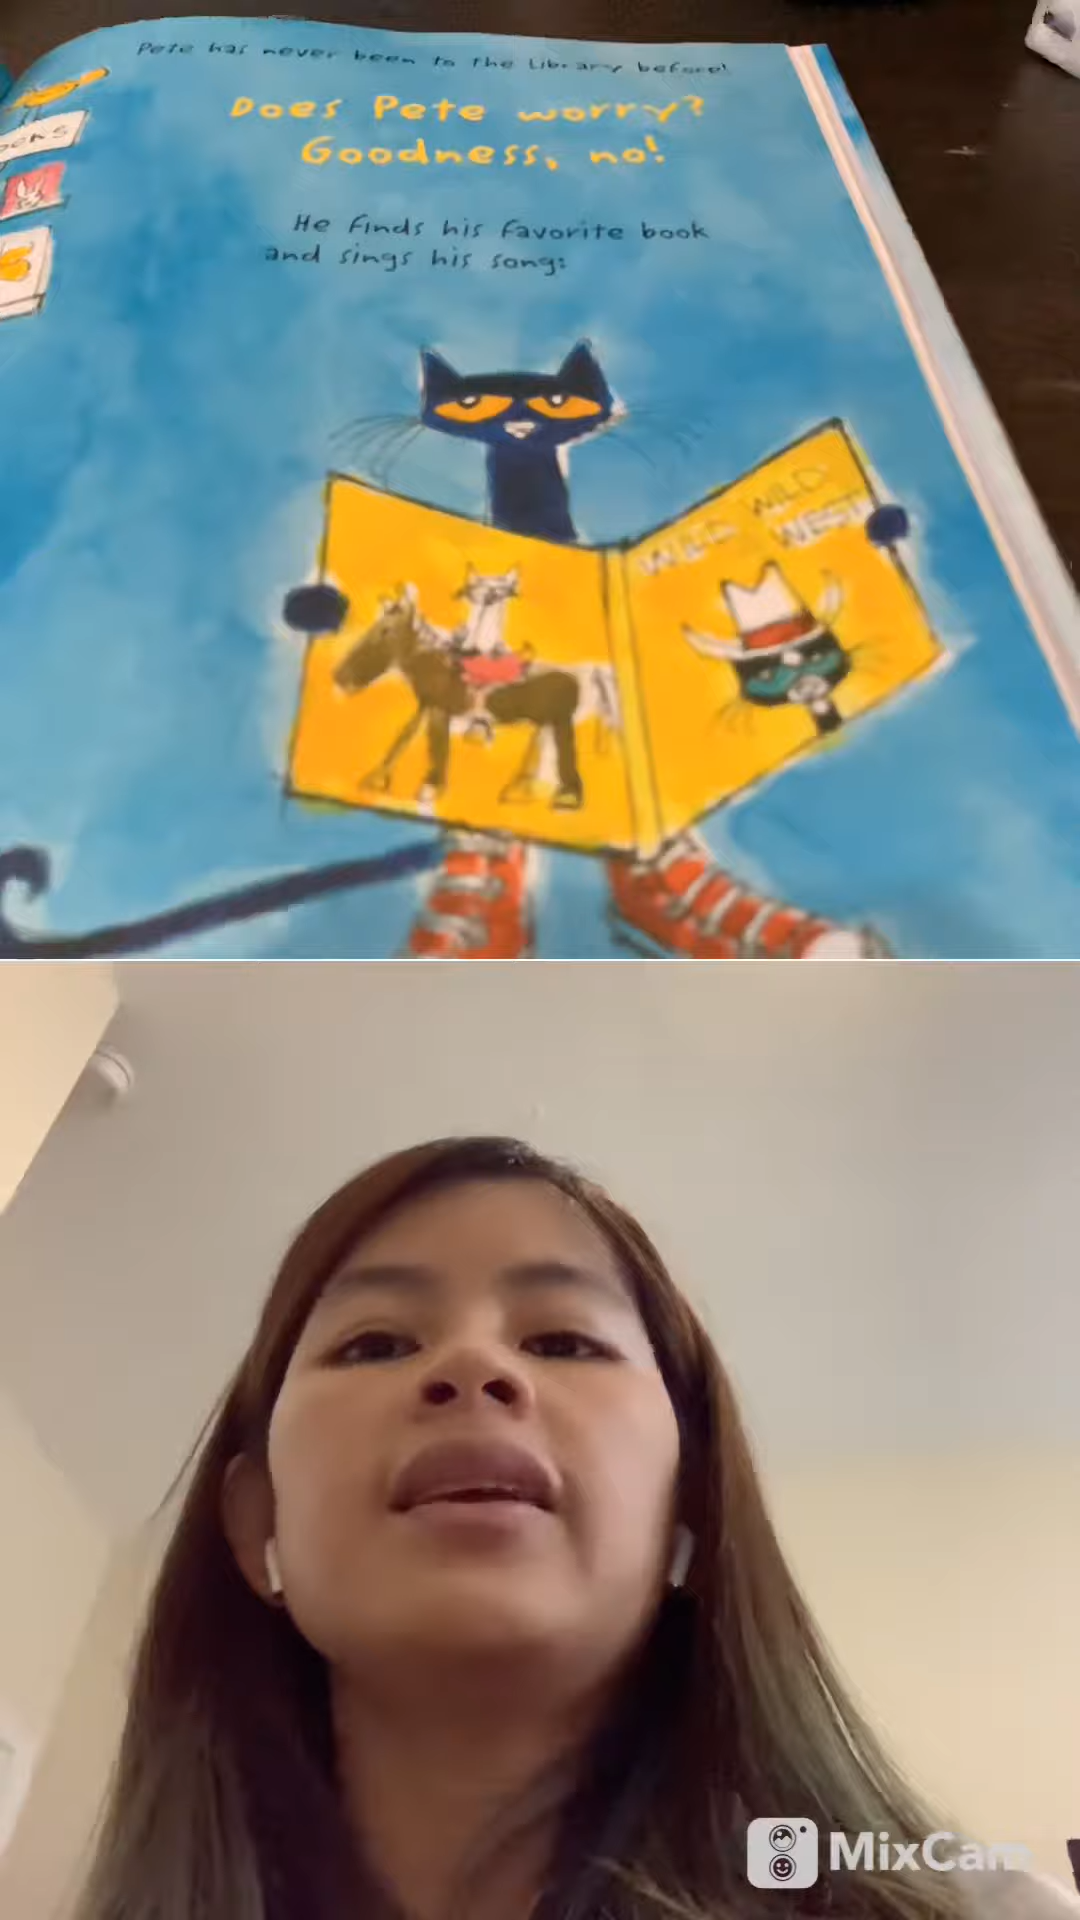 Pete has never been to the library before!
Does Pete worry?
Goodness, no!
He finds his favorite book
and sings his song:
WILD, WILD
WEST
MixCam